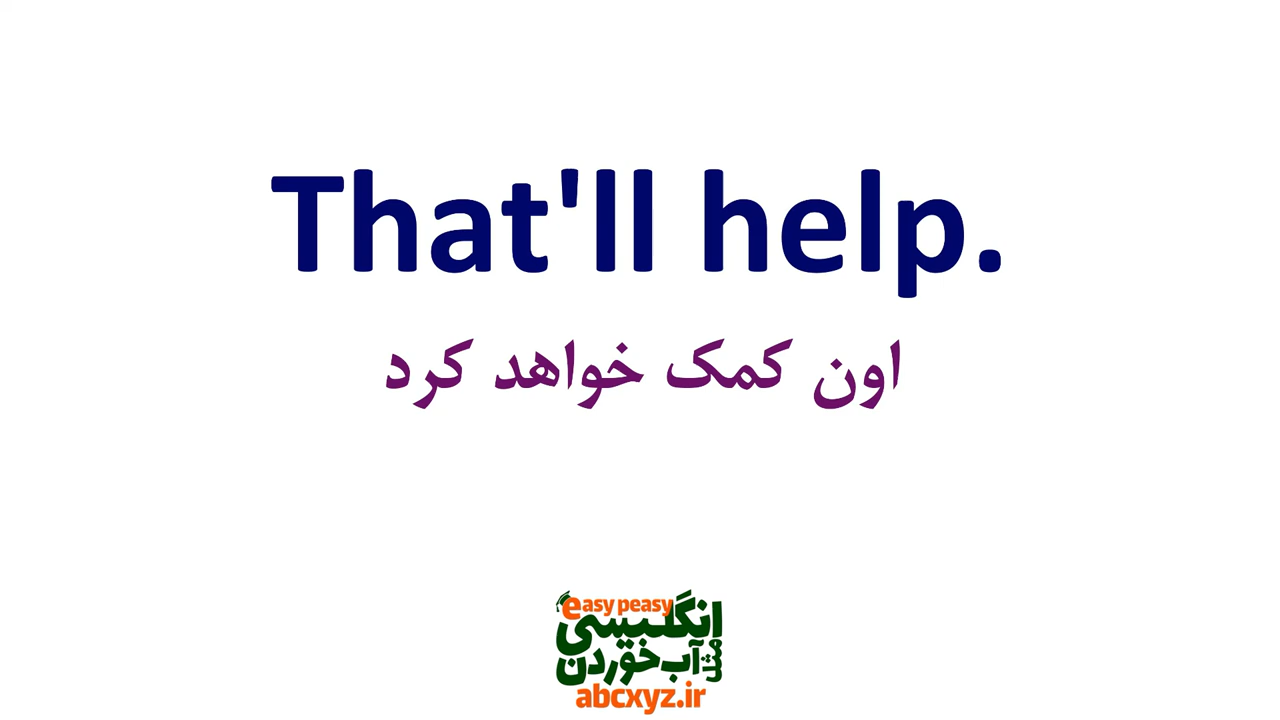 That'll help.
اون کمک خواهد کرد
easy peasy
انگلیسی
مثل آب خوردن
abcxyz.ir